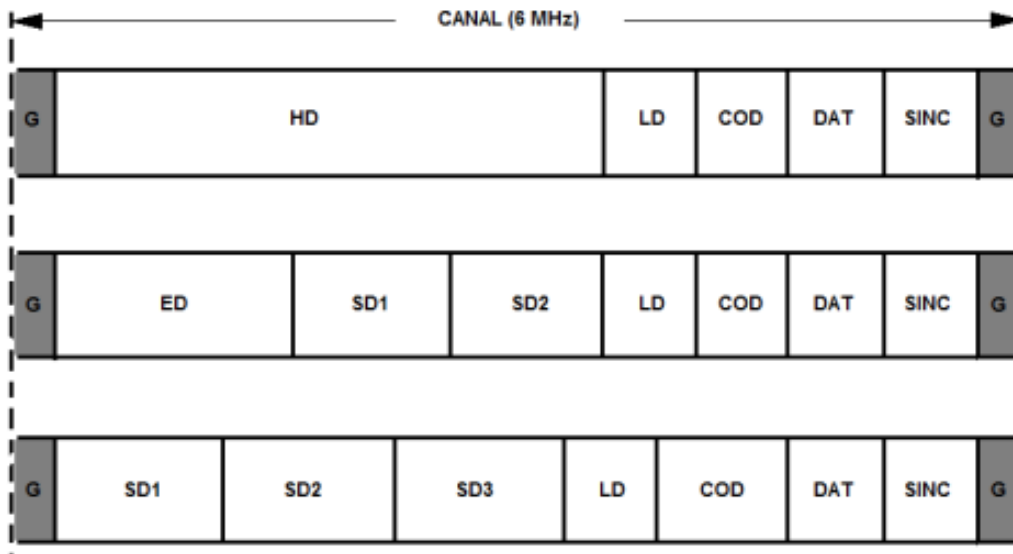 CANAL (6 MHz)
G HD LD COD DAT SINC G
G ED SD1 SD2 LD COD DAT SINC G
G SD1 SD2 SD3 LD COD DAT SINC G